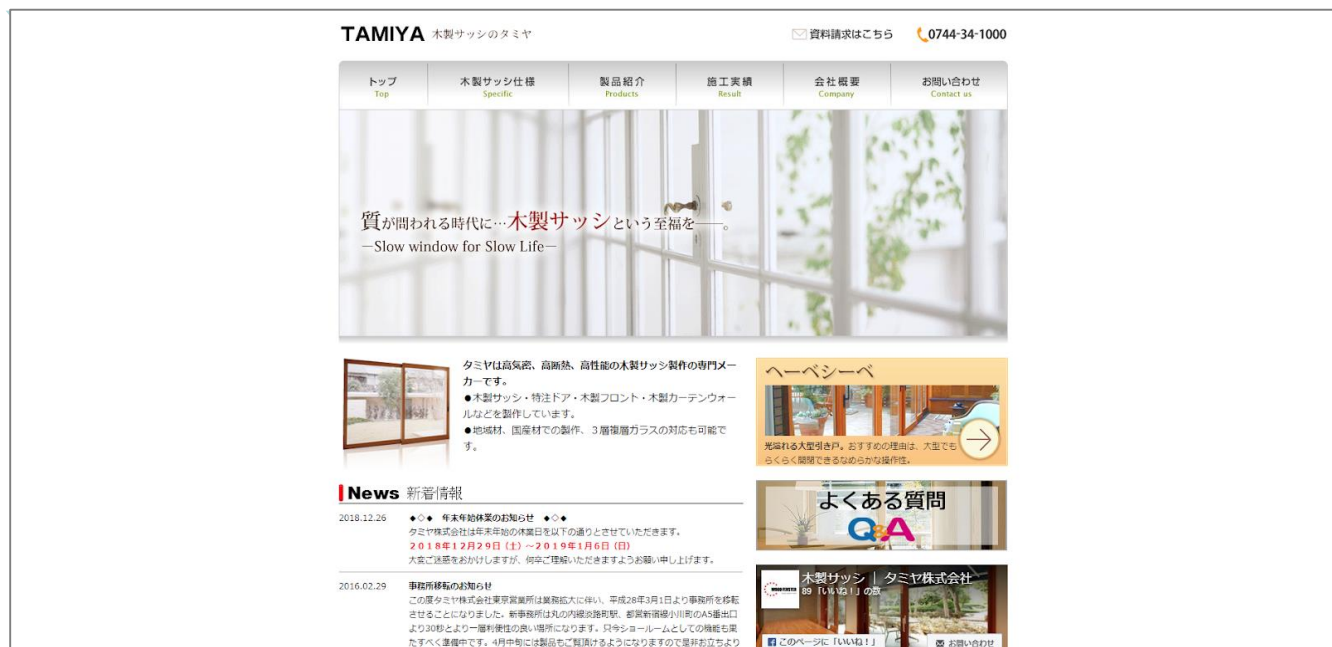 TAMIYA 木製サッシのタミヤ
資料請求はこちら
0744-34-1000
トップ
Top
木製サッシ仕様
Specific
製品紹介
Products
施工実績
Result
会社概要
Company
お問い合わせ
Contact us
質が問われる時代に…木製サッシという至福を──。
―Slow window for Slow Life―
タミヤは高気密、高断熱、高性能の木製サッシ製作の専門メー
カーです。
●木製サッシ・特注ドア・木製フロント・木製カーテンウォー
ルなどを製作しています。
●地域材、国産材での製作、３層複層ガラスの対応も可能で
す。
News 新着情報
2018.12.26 ◆◇◆ 年末年始休業のお知らせ ◆◇◆
タミヤ株式会社は年末年始の休業日を以下の通りとさせていただきます。
２０１８年１２月２９日（土）～２０１９年１月６日（日）
大変ご迷惑をおかけしますが、何卒ご理解いただきますようお願い申し上げます。
2016.02.29 事務所移転のお知らせ
この度タミヤ株式会社東京営業所は業務拡大に伴い、平成28年3月1日より事務所を移転
させることになりました。新事務所は丸の内線淡路町駅、都営新宿線小川町のA5番出口
より30秒とより一層利便性の良い場所になります。只今ショールームとしての機能も果
たすべく準備中です。4月中旬には製品もご覧頂けるようになりますので是非お立ちより
ヘーベシーベ
光溢れる大型引き戸。おすすめの理由は、大型でも
らくらく開閉できるなめらかな操作性。
よくある質問
Q&A
木製サッシ ｜ タミヤ株式会社
89「いいね！」の数
このページに「いいね！」
お問い合わせ